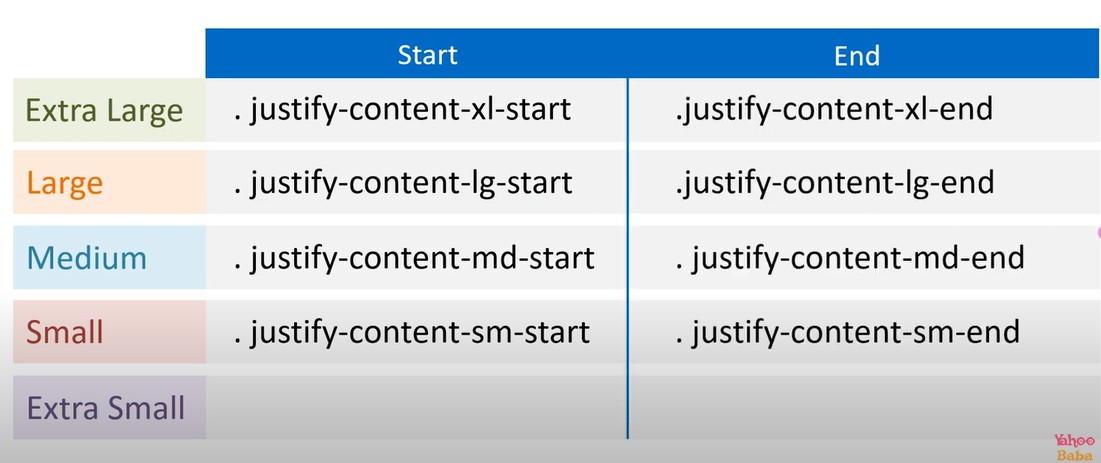 Start End
Extra Large . justify-content-xl-start .justify-content-xl-end
Large . justify-content-lg-start .justify-content-lg-end
Medium . justify-content-md-start . justify-content-md-end
Small . justify-content-sm-start . justify-content-sm-end
Extra Small
Yahoo
Baba